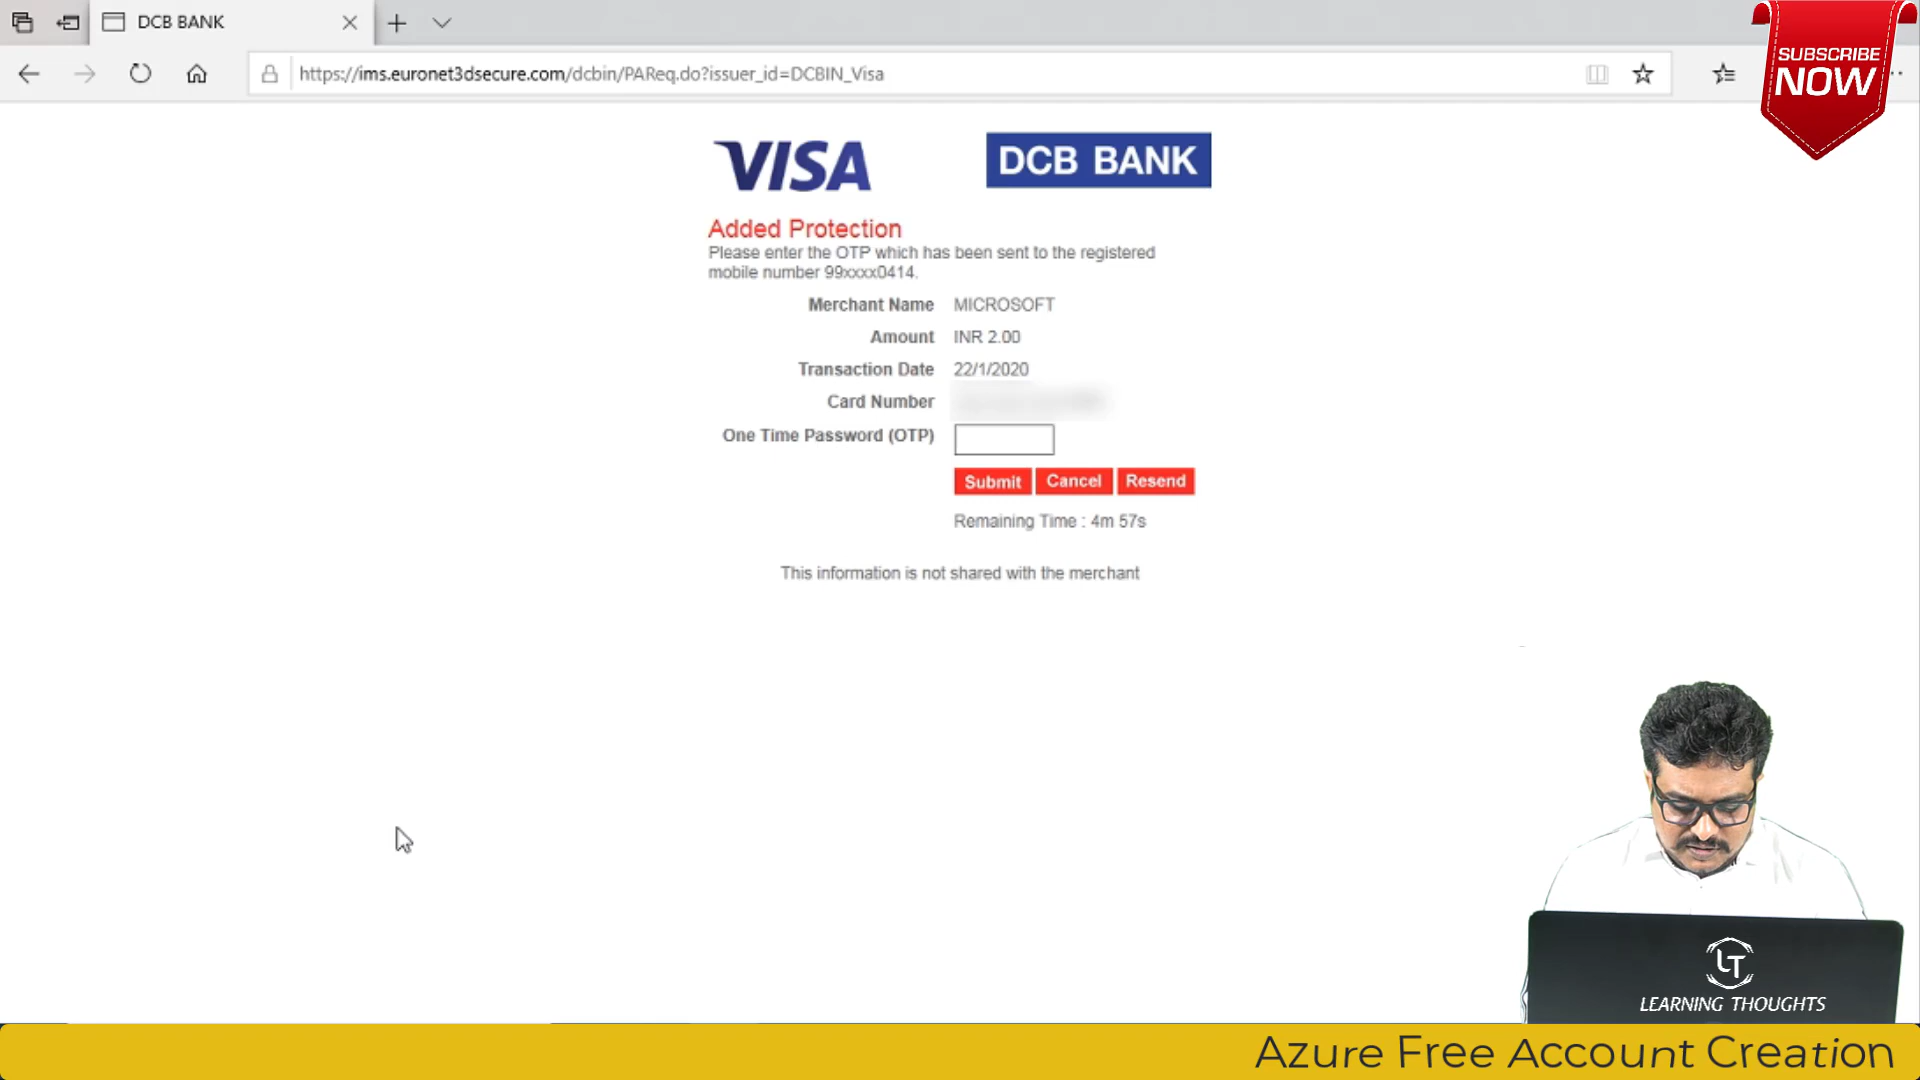 DCB BANK
https://ims.euronet3dsecure.com/dcbin/PAReq.do?issuer_id=DCBIN_Visa
SUBSCRIBE
NOW
VISA
DCB BANK
Added Protection
Please enter the OTP which has been sent to the registered
mobile number 99xxxx0414.
Merchant Name MICROSOFT
Amount INR 2.00
Transaction Date 22/1/2020
Card Number
One Time Password (OTP)
Submit Cancel Resend
Remaining Time : 4m 57s
This information is not shared with the merchant
LT
LEARNING THOUGHTS
Azure Free Account Creation